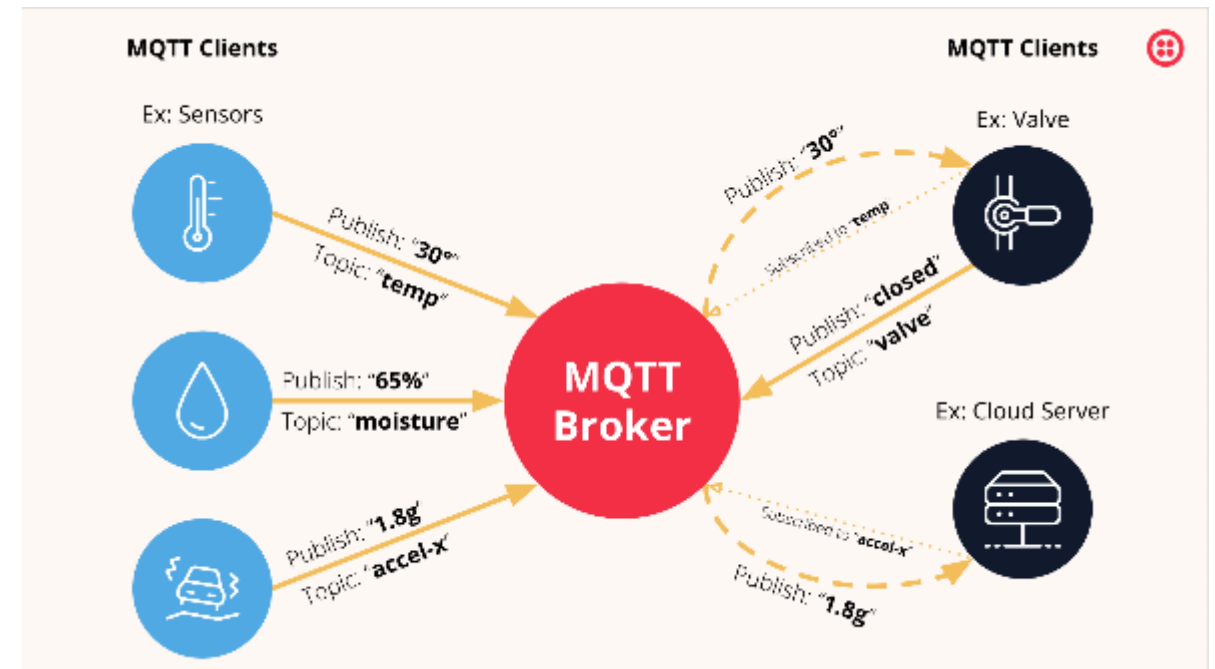 MQTT Clients
Ex: Sensors
Publish: "30°"
Topic: "temp"
Publish: "65%"
Topic: "moisture"
Publish: "1.8g"
Topic: "accel-x"
MQTT
Broker
MQTT Clients
Ex: Valve
Publish: "30°"
Subscribed to "temp
Publish: "closed"
Topic: "valve"
Ex: Cloud Server
Subscribed to "accel-x"
Publish: "1.8g"